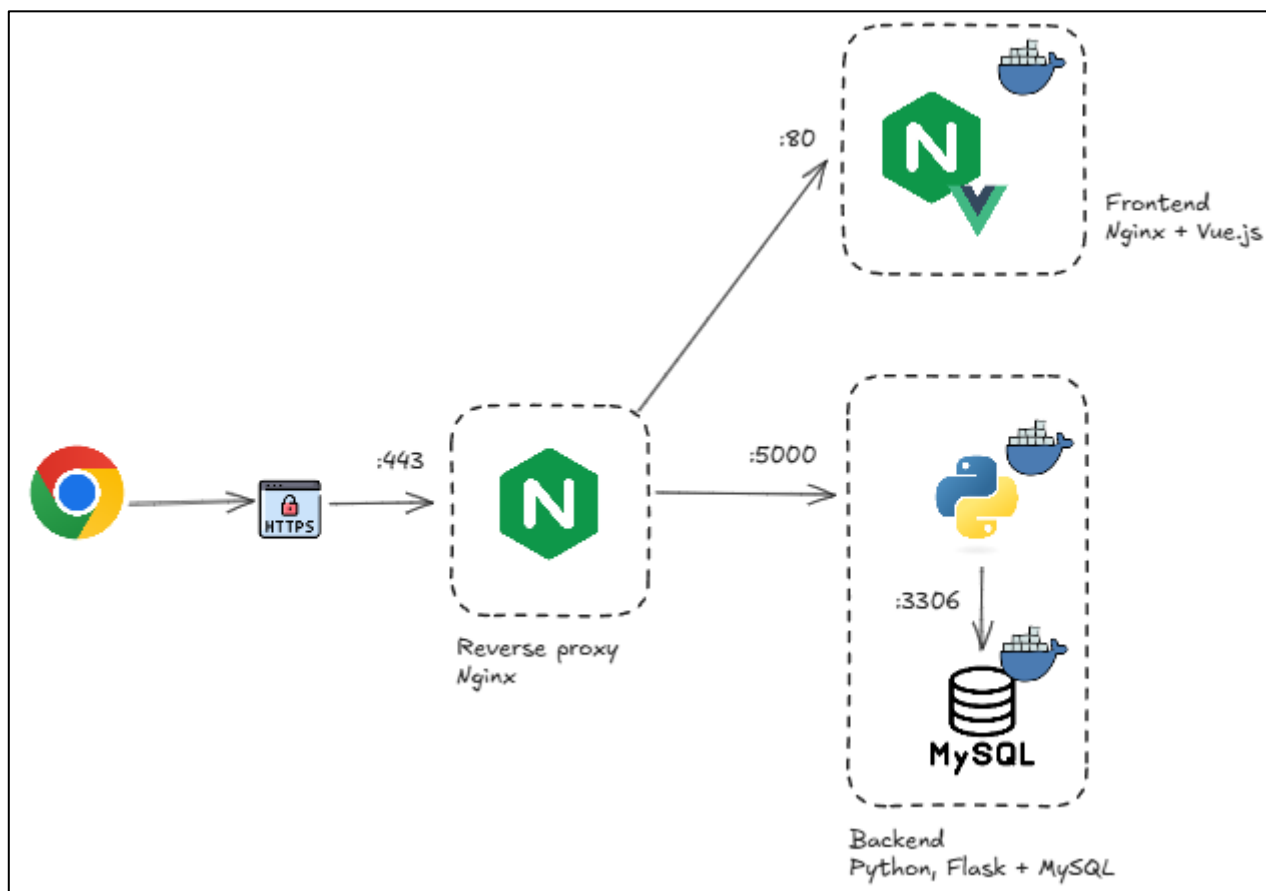 :80
Frontend
Nginx + Vue.js
:443
:5000
HTTPS
N
N
Reverse proxy
Nginx
:3306
MySQL
Backend
Python, Flask + MySQL